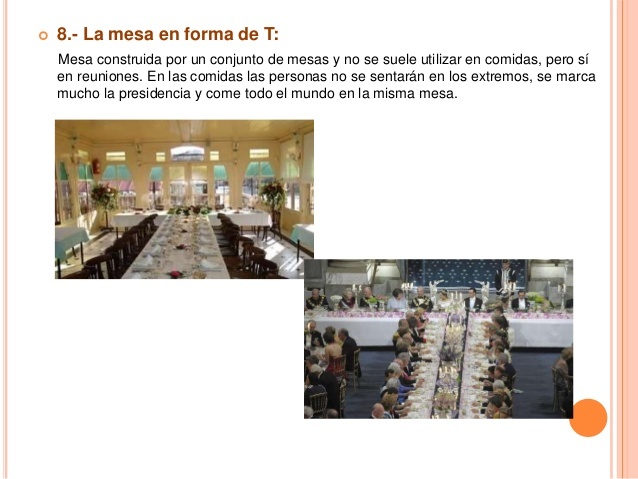 8.- La mesa en forma de T:
Mesa construida por un conjunto de mesas y no se suele utilizar en comidas, pero sí
en reuniones. En las comidas las personas no se sentarán en los extremos, se marca
mucho la presidencia y come todo el mundo en la misma mesa.